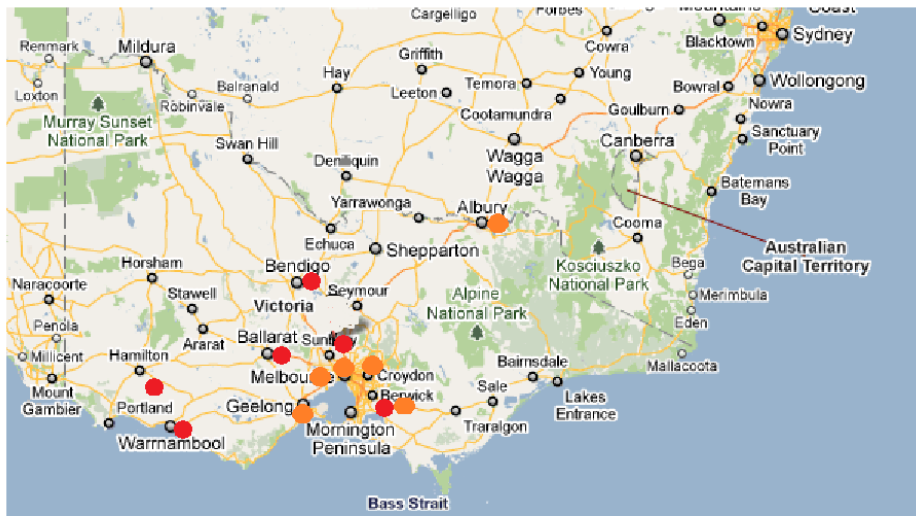 Cargelligo
Forbes
Mountains
Coast
Renmark
Mildura
Griffith
Cowra
Blacktown
Sydney
Loxton
Robinvale
Balranald
Hay
Leeton
Temora
Young
Bowral
Wollongong
Murray Sunset
National Park
Cootamundra
Goulburn
Nowra
Swan Hill
Deniliquin
Wagga
Wagga
Canberra
Sanctuary
Point
Yarrawonga
Albury
Batemans
Bay
Echuca
Shepparton
Cooma
Australian
Capital Territory
Horsham
Bendigo
Kosciuszko
National Park
Bega
Naracoorte
Stawell
Victoria
Seymour
Alpine
National Park
Merimbula
Penola
Ararat
Ballarat
Eden
Millicent
Hamilton
Melbourne
Croydon
Bairnsdale
Mallacoota
Mount
Gambier
Portland
Geelong
Berwick
Sale
Lakes
Entrance
Warrnambool
Mornington
Peninsula
Traralgon
Bass Strait